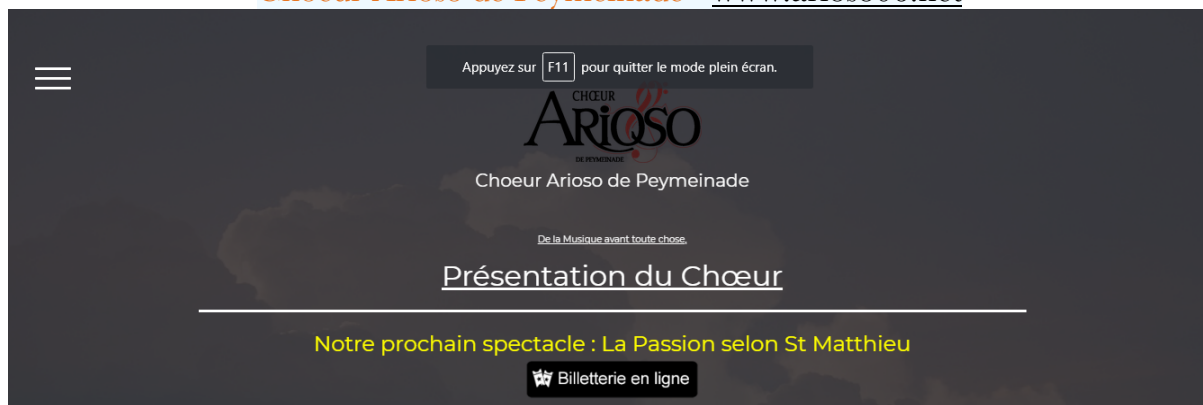 Appuyez sur F11 pour quitter le mode plein écran.
CHŒUR
ARIOSO
DE PEYMEINADE
Choeur Arioso de Peymeinade
De la Musique avant toute chose,
Présentation du Chœur
Notre prochain spectacle : La Passion selon St Matthieu
Billetterie en ligne